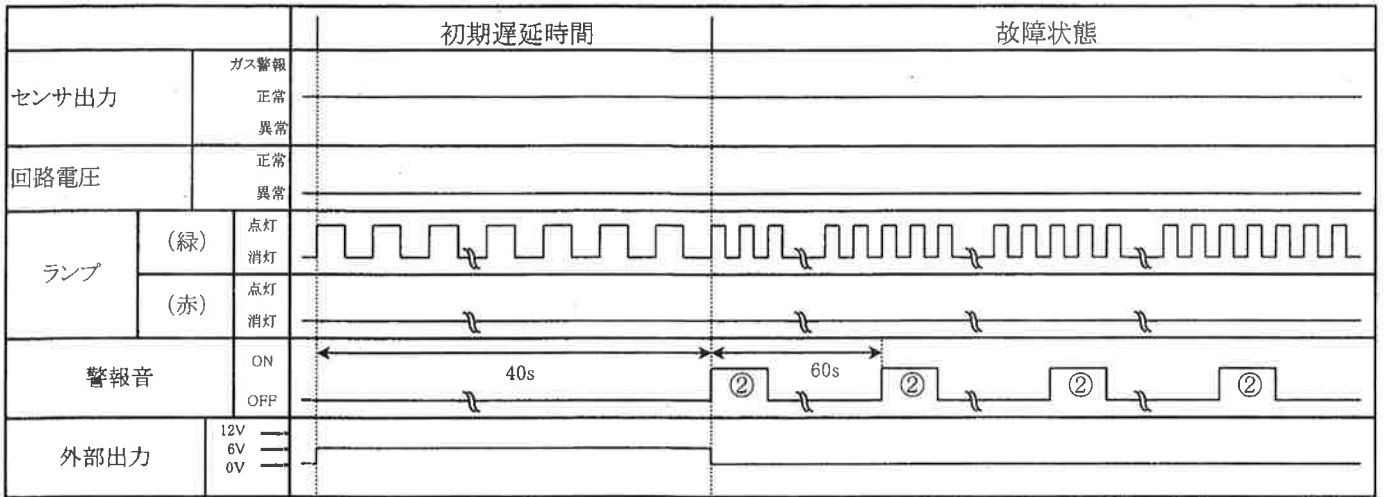 初期遅延時間 故障状態
センサ出力 ガス警報
正常
異常
回路電圧 正常
異常
ランプ (緑) 点灯
消灯
(赤) 点灯
消灯
警報音 ON 40s 60s
OFF ② ② ② ②
外部出力 12V
6V
0V